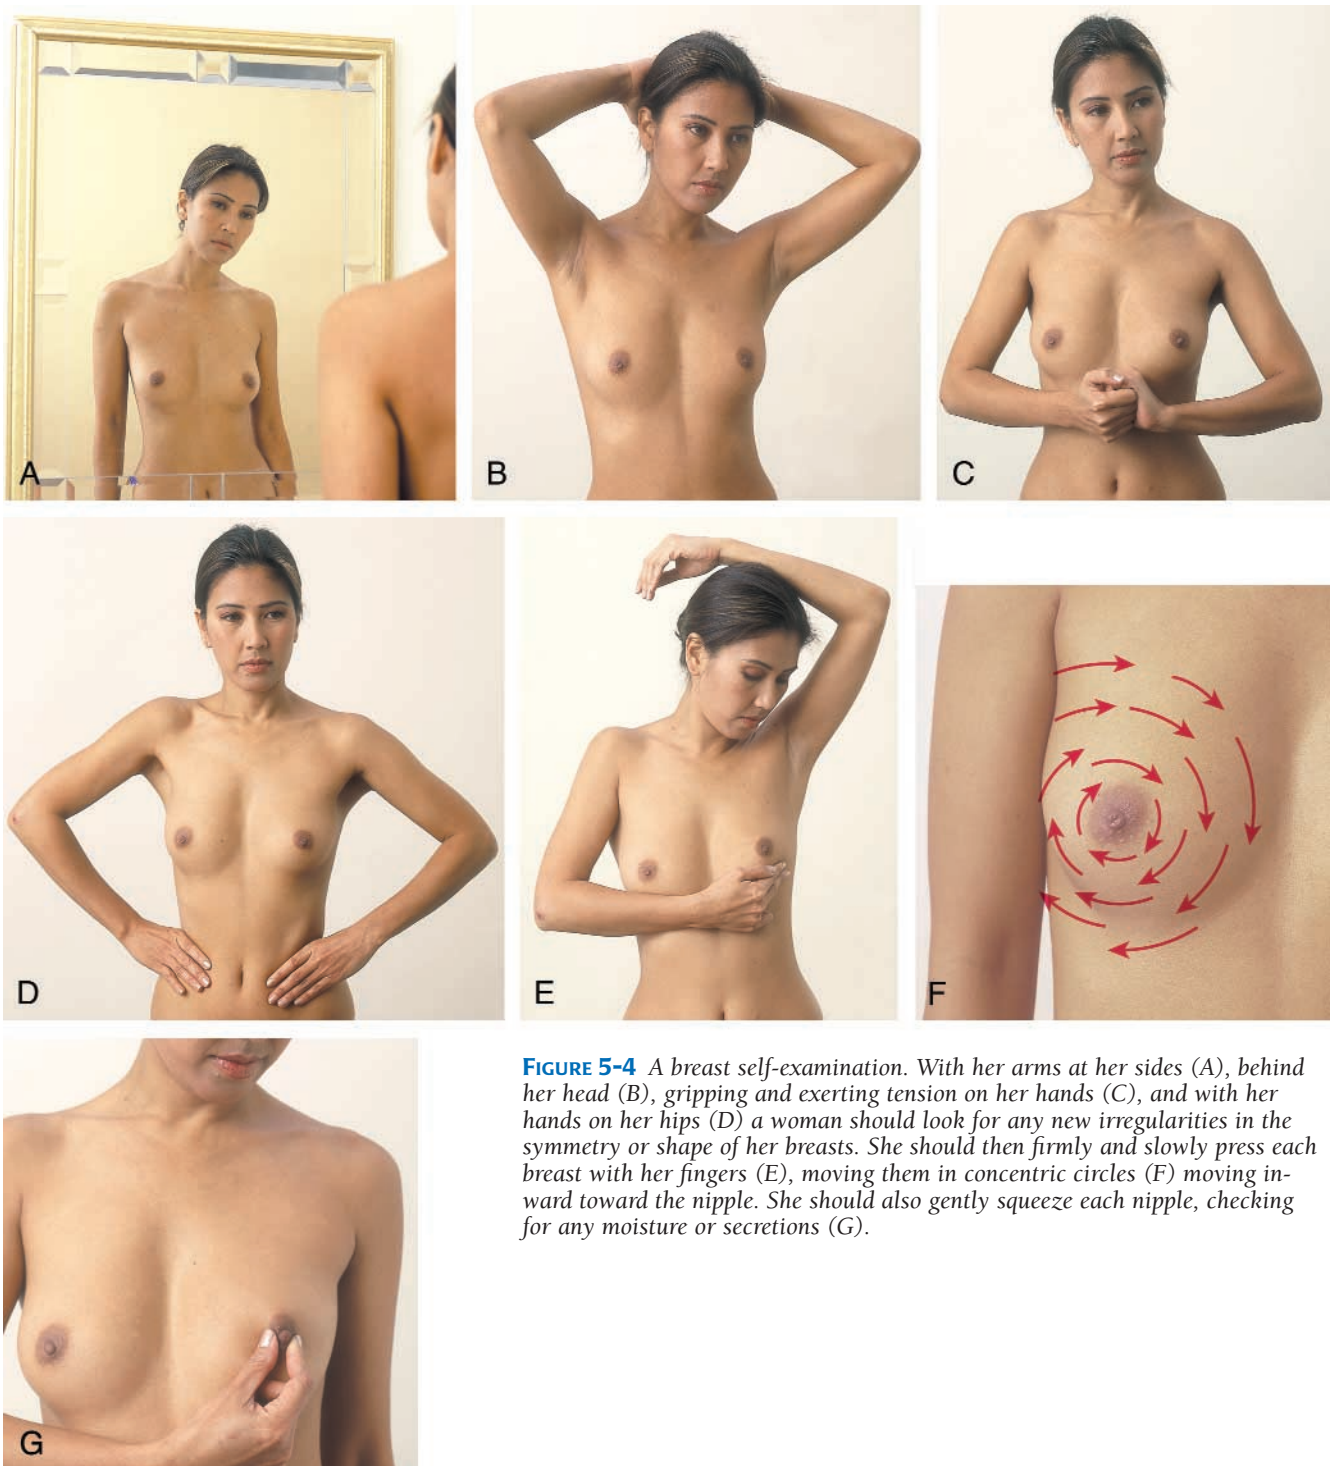 A
B
C
D
E
F
G
FIGURE 5-4 A breast self-examination. With her arms at her sides (A), behind
her head (B), gripping and exerting tension on her hands (C), and with her
hands on her hips (D) a woman should look for any new irregularities in the
symmetry or shape of her breasts. She should then firmly and slowly press each
breast with her fingers (E), moving them in concentric circles (F) moving in-
ward toward the nipple. She should also gently squeeze each nipple, checking
for any moisture or secretions (G).